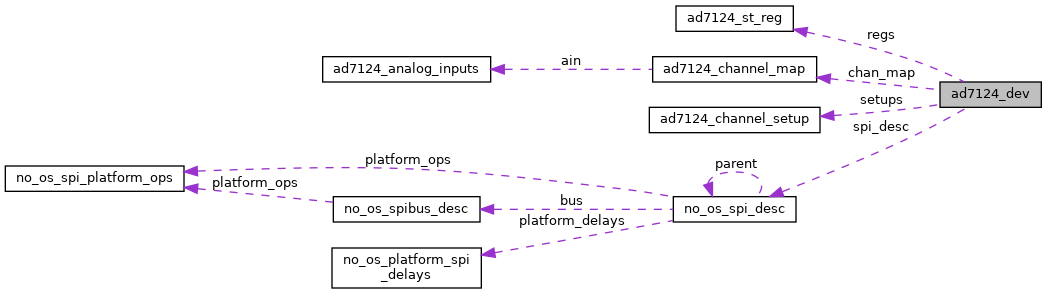 ad7124_st_reg
regs
ain
ad7124_analog_inputs
ad7124_channel_map
chan_map
ad7124_dev
setups
ad7124_channel_setup
spi_desc
platform_ops
parent
no_os_spi_platform_ops
platform_ops
bus
no_os_spibus_desc
no_os_spi_desc
platform_delays
no_os_platform_spi
_delays